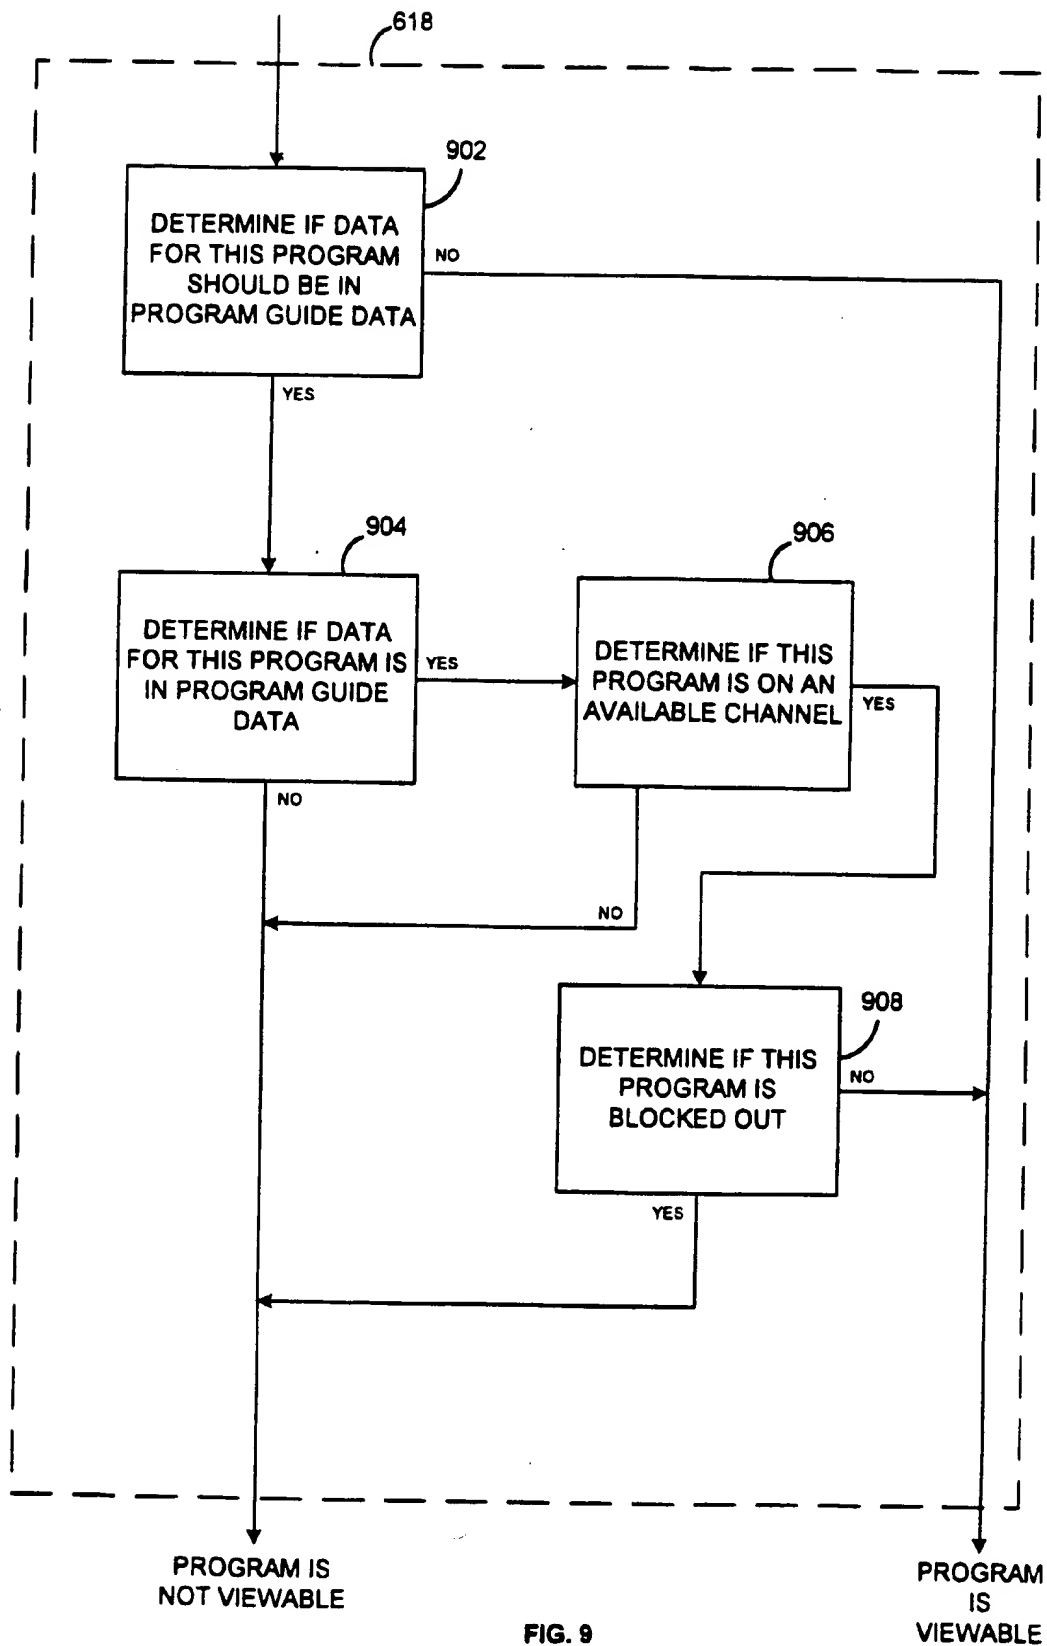 618
902
DETERMINE IF DATA
FOR THIS PROGRAM
SHOULD BE IN
PROGRAM GUIDE DATA
NO
YES
904
DETERMINE IF DATA
FOR THIS PROGRAM IS
IN PROGRAM GUIDE
DATA
YES
NO
906
DETERMINE IF THIS
PROGRAM IS ON AN
AVAILABLE CHANNEL
YES
NO
908
DETERMINE IF THIS
PROGRAM IS
BLOCKED OUT
NO
YES
PROGRAM IS
NOT VIEWABLE
PROGRAM
IS
VIEWABLE
FIG. 9